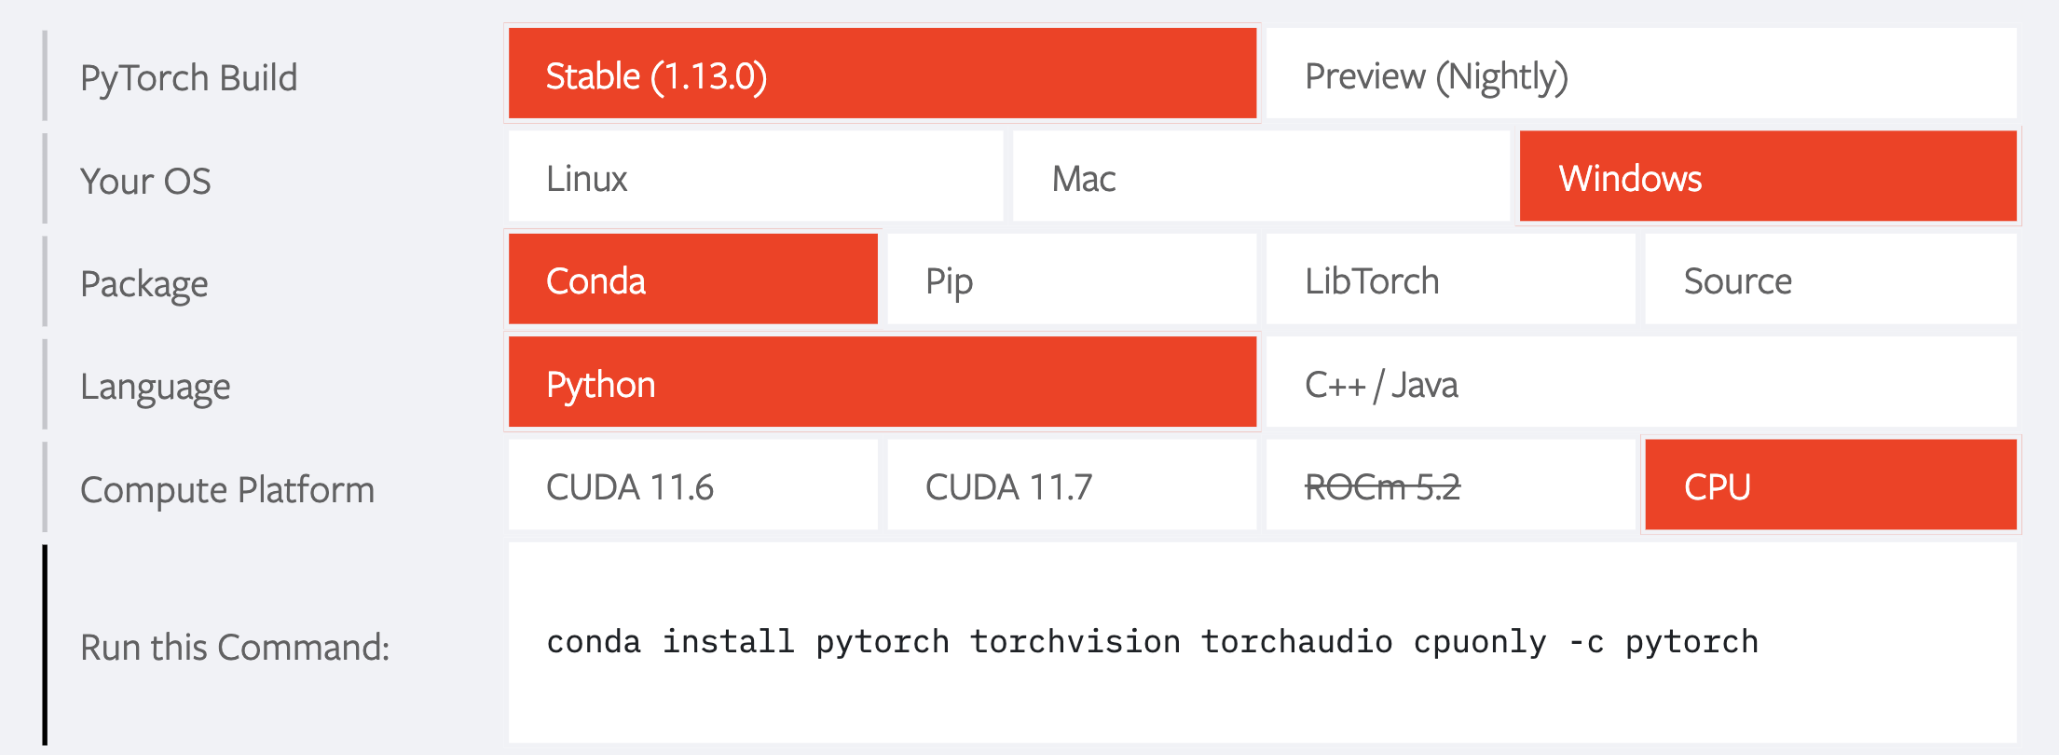 PyTorch Build Stable (1.13.0) Preview (Nightly)
Your OS Linux Mac Windows
Package Conda Pip LibTorch Source
Language Python C++ / Java
Compute Platform CUDA 11.6 CUDA 11.7 ROCm 5.2 CPU
Run this Command: conda install pytorch torchvision torchaudio cpuonly -c pytorch